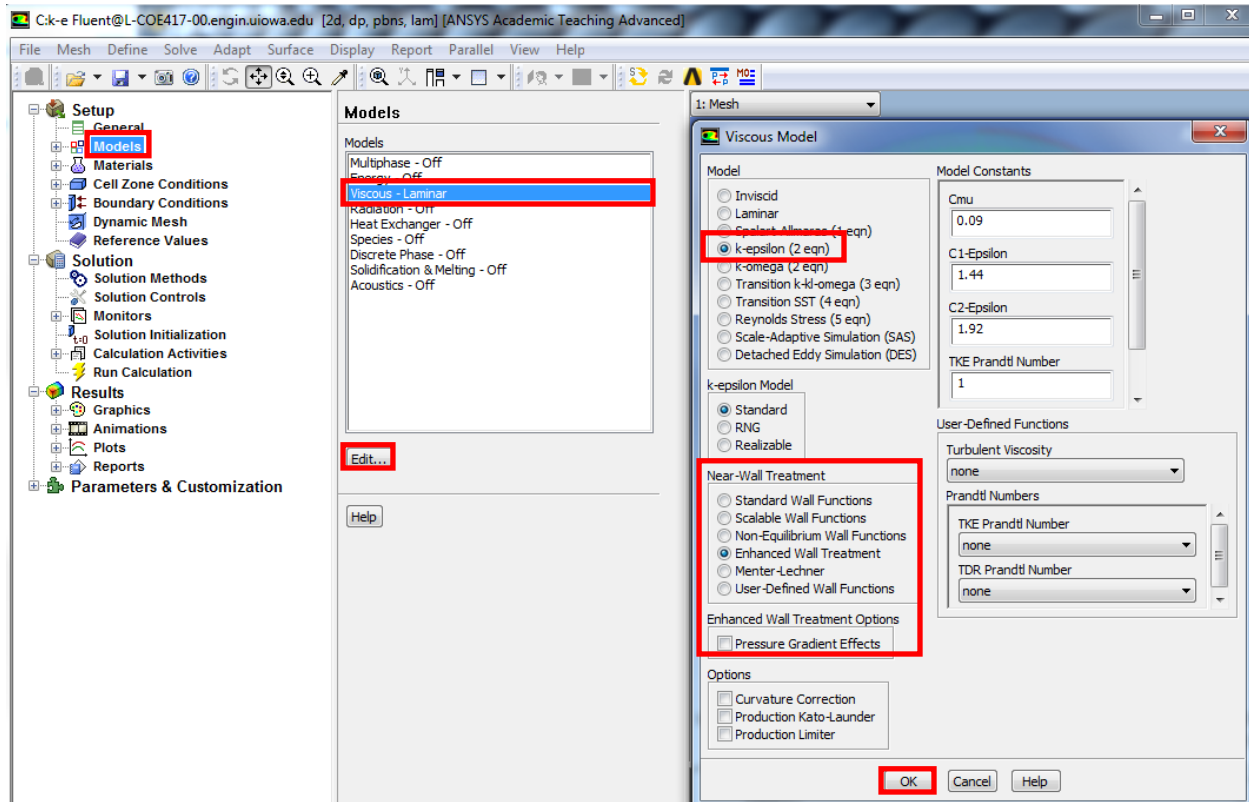 C:k-e Fluent@L-COE417-00.engin.uiowa.edu [2d, dp, pbns, lam] [ANSYS Academic Teaching Advanced]
File Mesh Define Solve Adapt Surface Display Report Parallel View Help
Setup
General
Models
Materials
Cell Zone Conditions
Boundary Conditions
Dynamic Mesh
Reference Values
Solution
Solution Methods
Solution Controls
Monitors
Solution Initialization
Calculation Activities
Run Calculation
Results
Graphics
Animations
Plots
Reports
Parameters & Customization
Models
Models
Multiphase - Off
Energy - Off
Viscous - Laminar
Radiation - Off
Heat Exchanger - Off
Species - Off
Discrete Phase - Off
Solidification & Melting - Off
Acoustics - Off
Edit...
Help
1: Mesh
Viscous Model
Model
Inviscid
Laminar
Spalart-Allmaras (1 eqn)
k-epsilon (2 eqn)
k-omega (2 eqn)
Transition k-kl-omega (3 eqn)
Transition SST (4 eqn)
Reynolds Stress (5 eqn)
Scale-Adaptive Simulation (SAS)
Detached Eddy Simulation (DES)
k-epsilon Model
Standard
RNG
Realizable
Near-Wall Treatment
Standard Wall Functions
Scalable Wall Functions
Non-Equilibrium Wall Functions
Enhanced Wall Treatment
Menter-Lechner
User-Defined Wall Functions
Enhanced Wall Treatment Options
Pressure Gradient Effects
Options
Curvature Correction
Production Kato-Launder
Production Limiter
Model Constants
Cmu
0.09
C1-Epsilon
1.44
C2-Epsilon
1.92
TKE Prandtl Number
1
User-Defined Functions
Turbulent Viscosity
none
Prandtl Numbers
TKE Prandtl Number
none
TDR Prandtl Number
none
OK
Cancel
Help